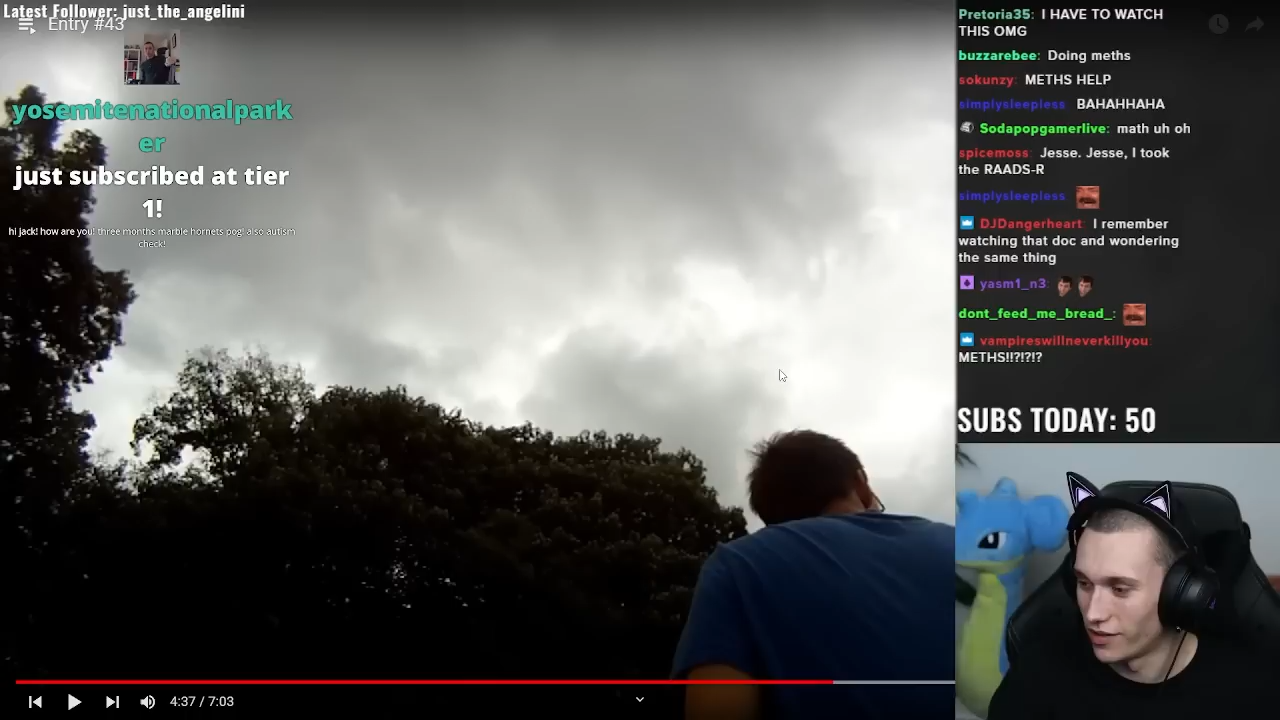 Latest Follower: just_the_angelini
Entry #43
yosemitenationalpark
er
just subscribed at tier
1!
hi jack! how are you! three months marble hornets pog! also autism
check!
4:37 / 7:03
Pretoria35: I HAVE TO WATCH
THIS OMG
buzzarebee: Doing meths
sokunzy: METHS HELP
simplysleepless: BAHAHHAHA
Sodapopgamerlive: math uh oh
spicemoss: Jesse. Jesse, I took
the RAADS-R
simplysleepless:
DJDangerheart: I remember
watching that doc and wondering
the same thing
yasm1_n3:
dont_feed_me_bread_:
vampireswillneverkillyou:
METHS!!?!?!?
SUBS TODAY: 50